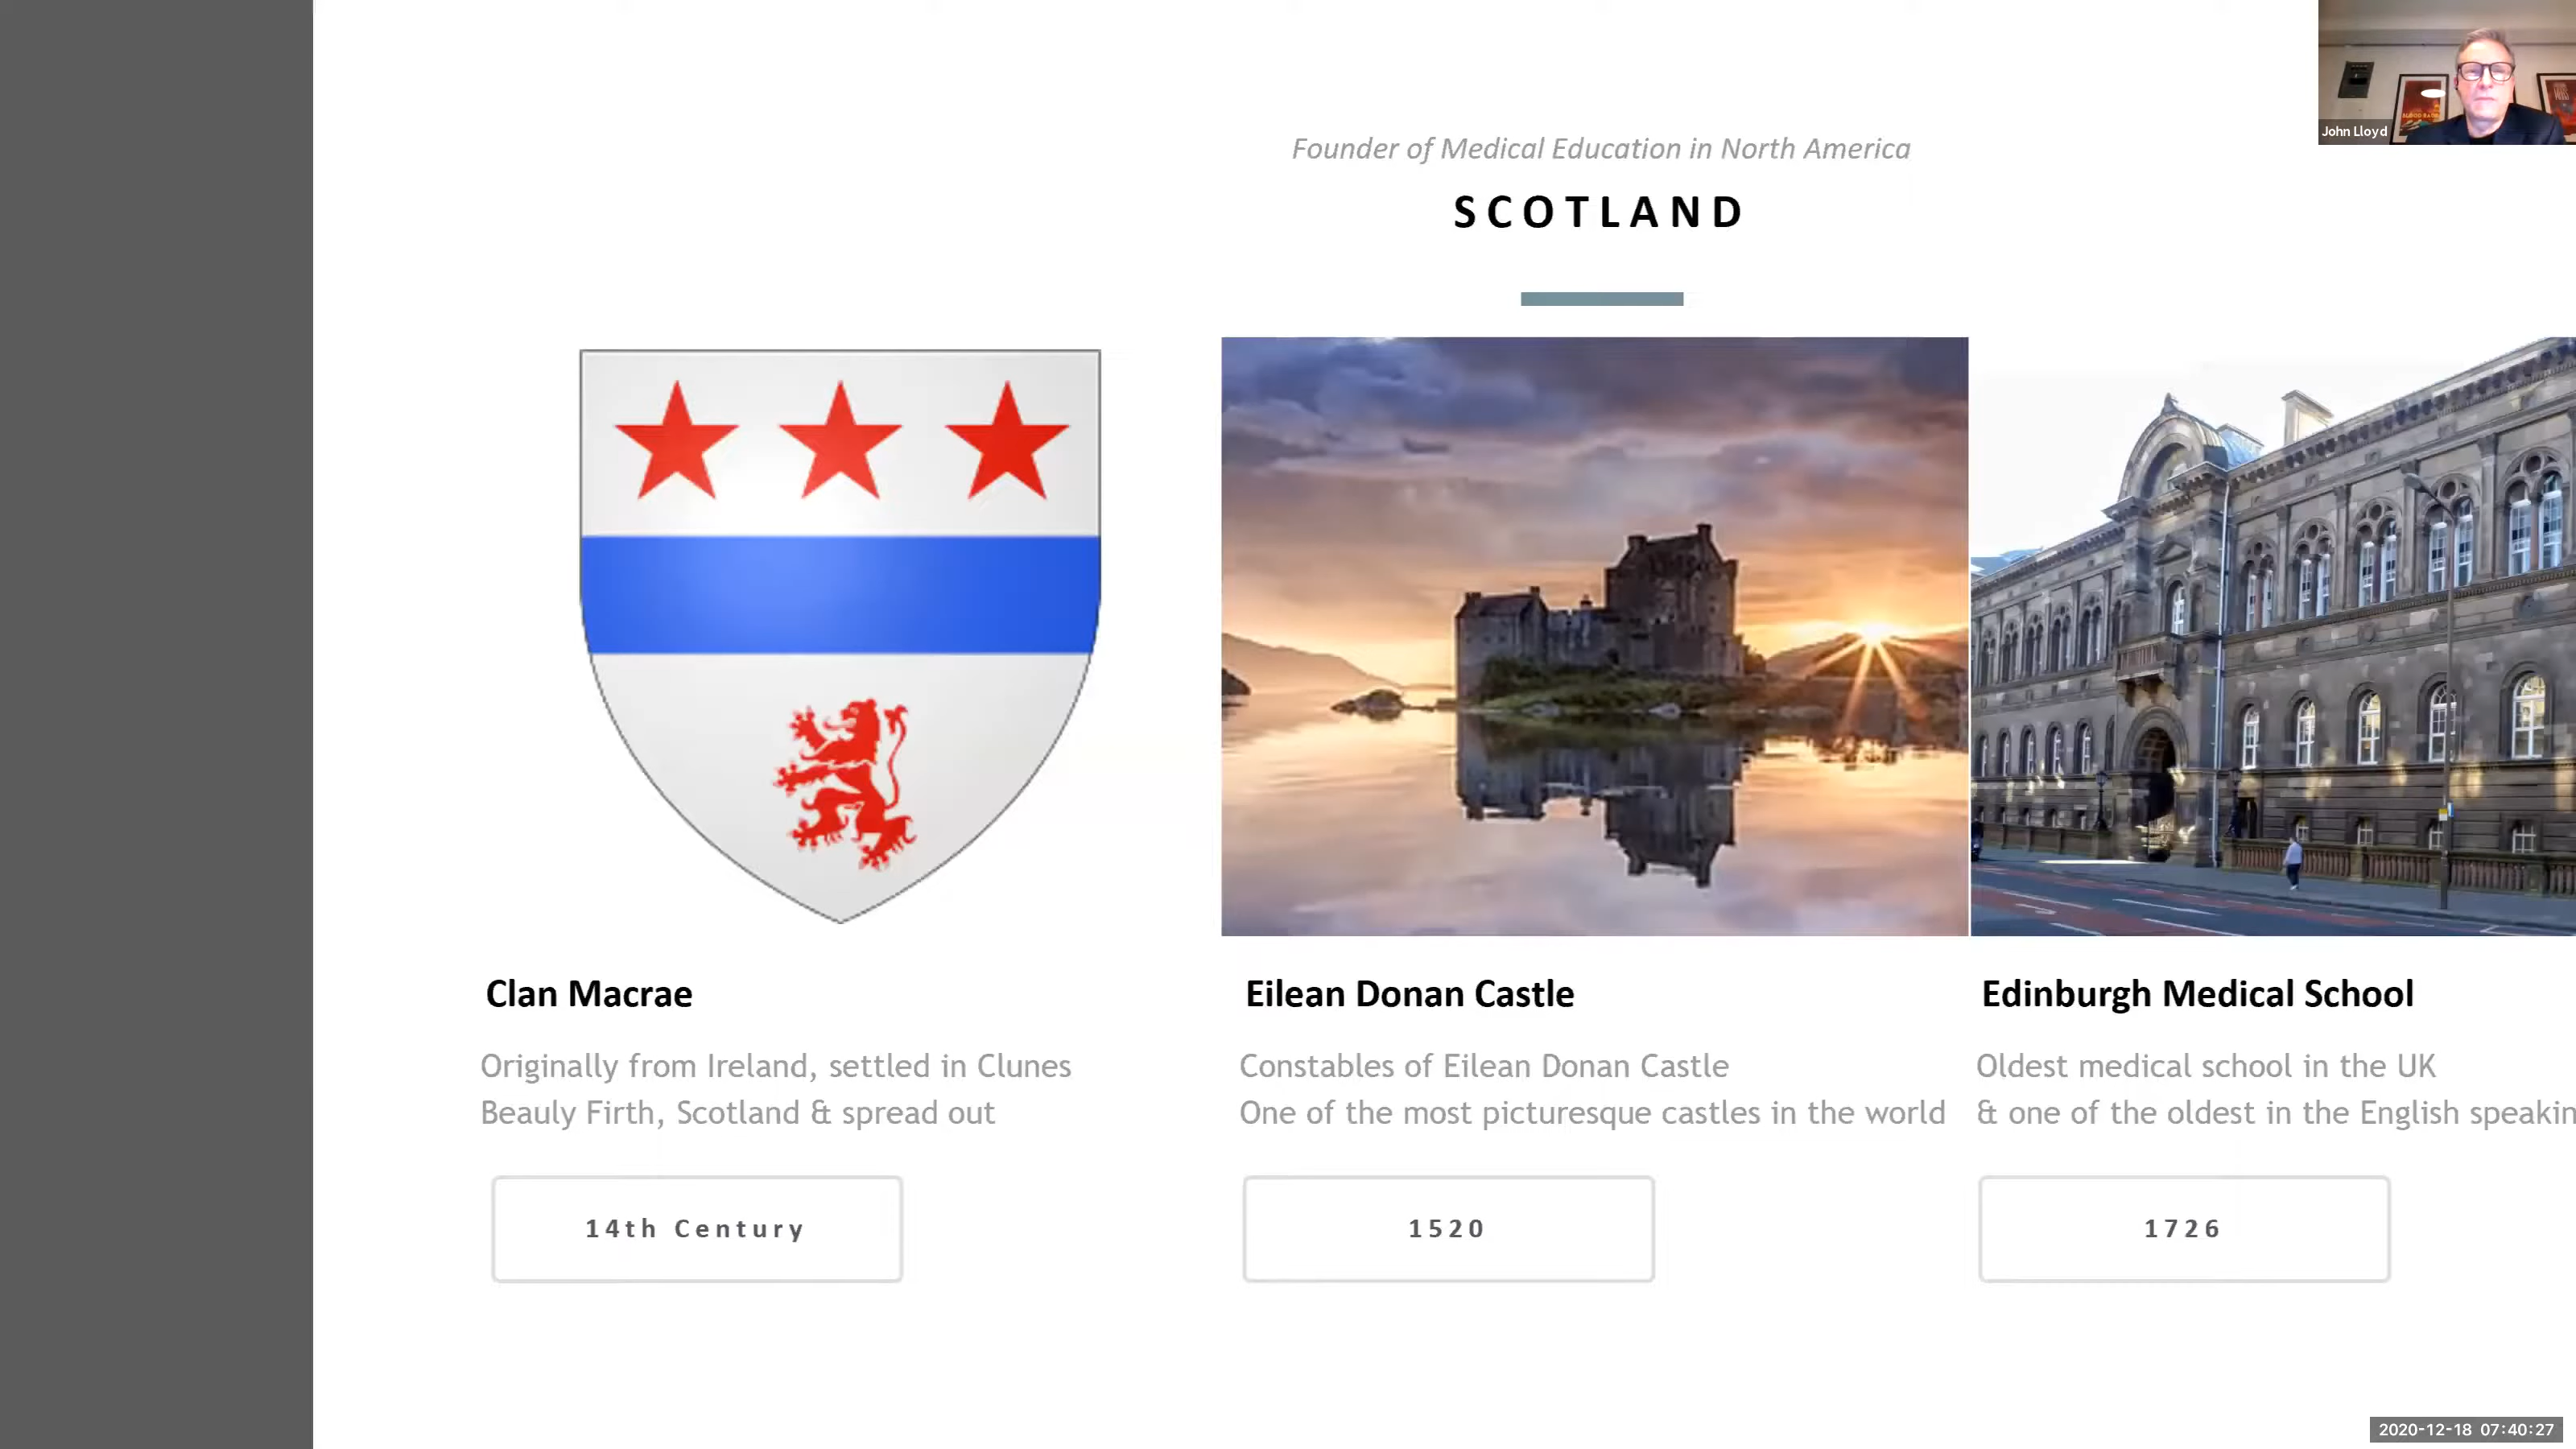 John Lloyd
Founder of Medical Education in North America
SCOTLAND
Clan Macrae
Originally from Ireland, settled in Clunes
Beauly Firth, Scotland & spread out
14th Century
Eilean Donan Castle
Constables of Eilean Donan Castle
One of the most picturesque castles in the world
1520
Edinburgh Medical School
Oldest medical school in the UK
& one of the oldest in the English speakin
1726
2020-12-18 07:40:27